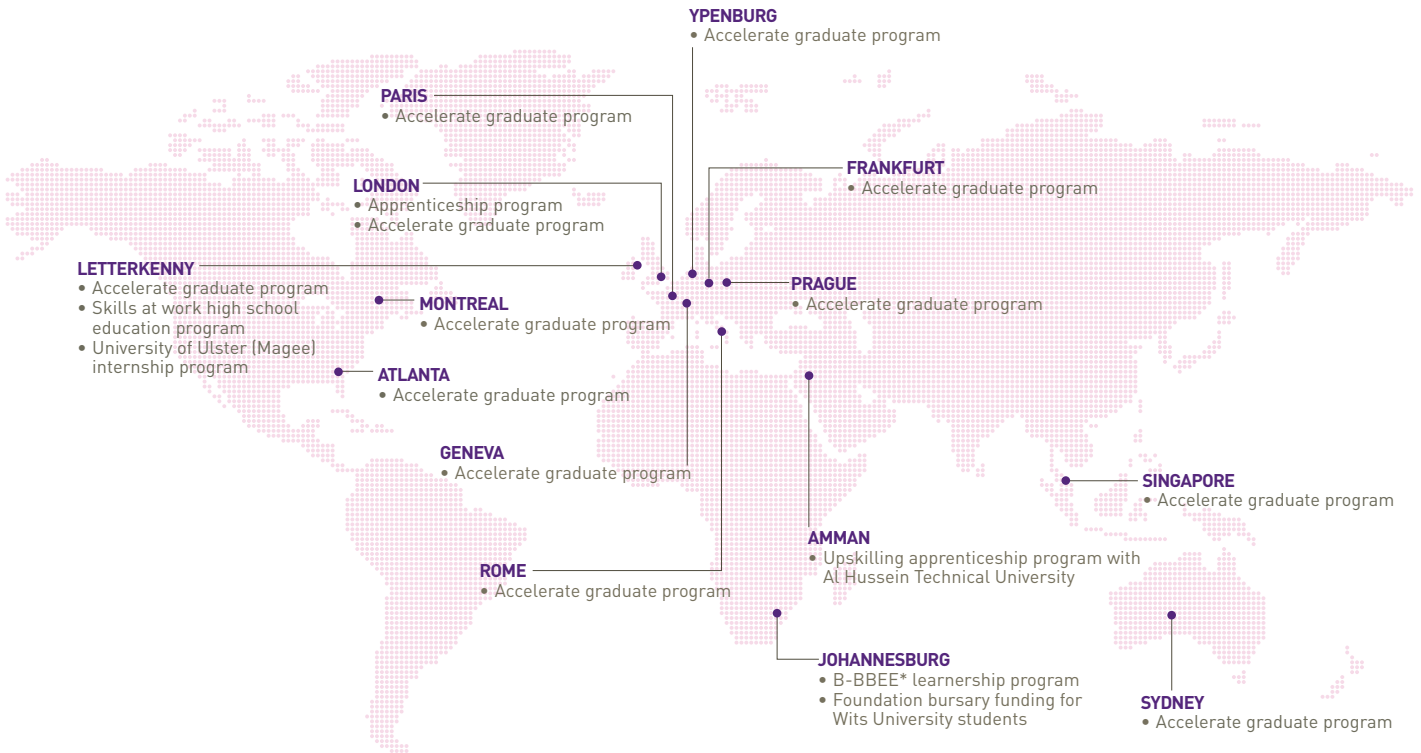 YPENBURG
• Accelerate graduate program
PARIS
• Accelerate graduate program
FRANKFURT
• Accelerate graduate program
LONDON
• Apprenticeship program
• Accelerate graduate program
LETTERKENNY
• Accelerate graduate program
• Skills at work high school
education program
• University of Ulster (Magee)
internship program
MONTREAL
• Accelerate graduate program
PRAGUE
• Accelerate graduate program
ATLANTA
• Accelerate graduate program
GENEVA
• Accelerate graduate program
SINGAPORE
• Accelerate graduate program
AMMAN
• Upskilling apprenticeship program with
Al Hussein Technical University
ROME
• Accelerate graduate program
JOHANNESBURG
• B-BBEE* learnership program
• Foundation bursary funding for
Wits University students
SYDNEY
• Accelerate graduate program